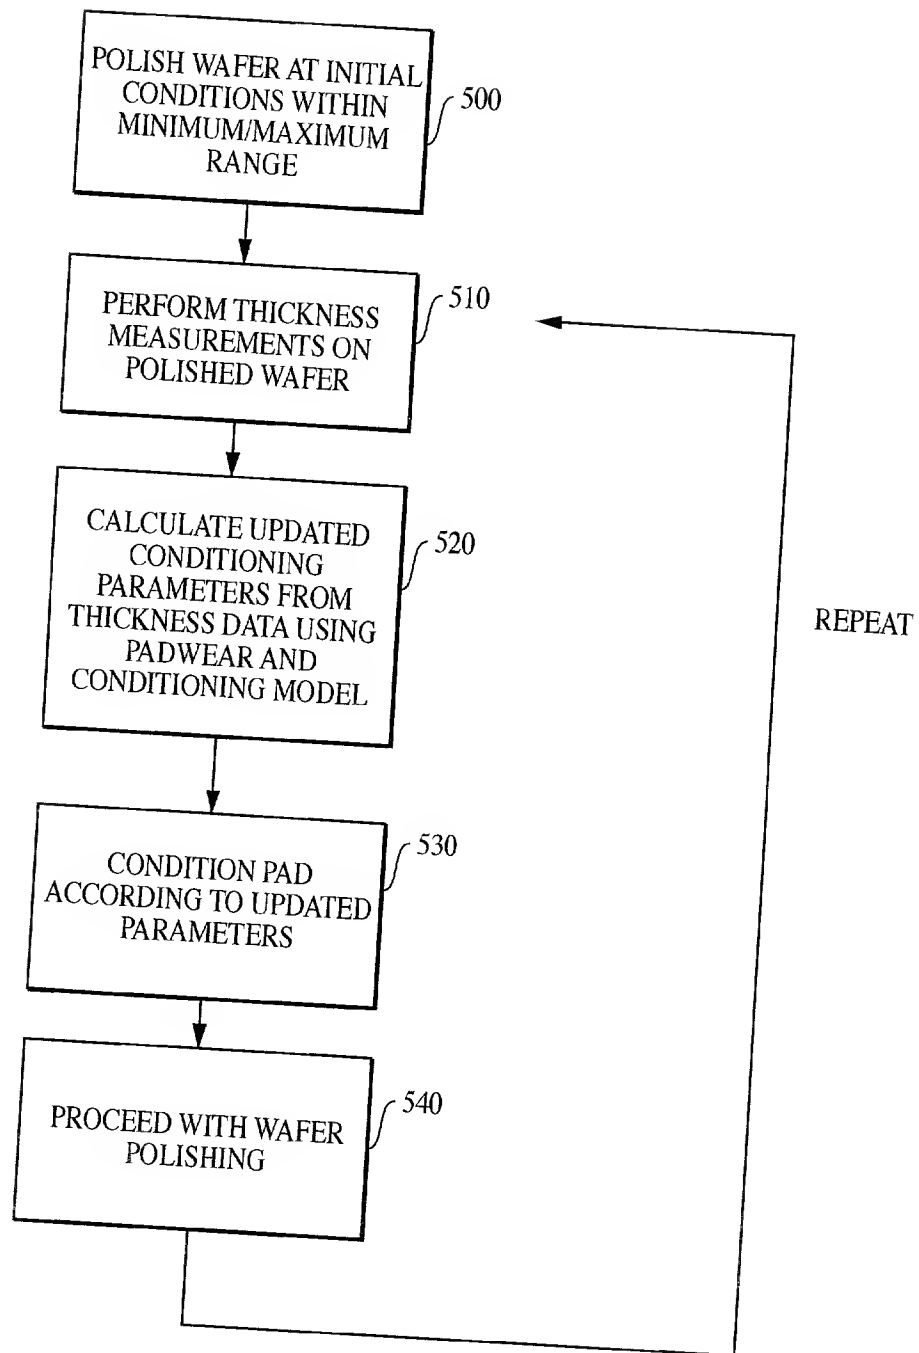 POLISH WAFER AT INITIAL
CONDITIONS WITHIN
MINIMUM/MAXIMUM
RANGE
500
PERFORM THICKNESS
MEASUREMENTS ON
POLISHED WAFER
510
CALCULATE UPDATED
CONDITIONING
PARAMETERS FROM
THICKNESS DATA USING
PADWEAR AND
CONDITIONING MODEL
520
REPEAT
CONDITION PAD
ACCORDING TO UPDATED
PARAMETERS
530
PROCEED WITH WAFER
POLISHING
540